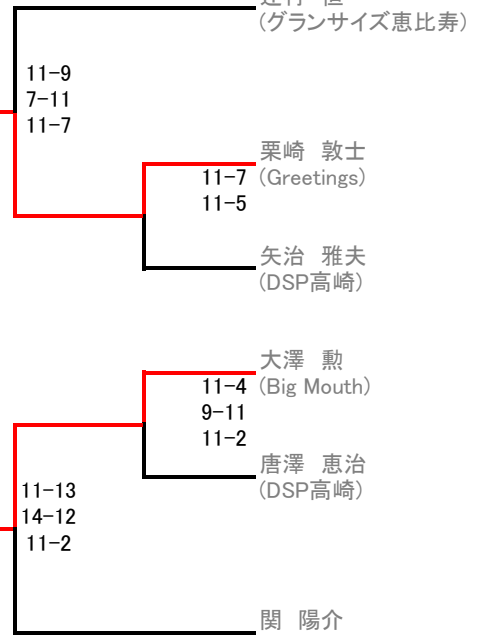 (グランサイズ恵比寿)
11-9
7-11
11-7
栗崎 敦士
11-7 (Greetings)
11-5
矢治 雅夫
(DSP高崎)
大澤 勲
11-4 (Big Mouth)
9-11
11-2
唐澤 恵治
(DSP高崎)
11-13
14-12
11-2
関 陽介